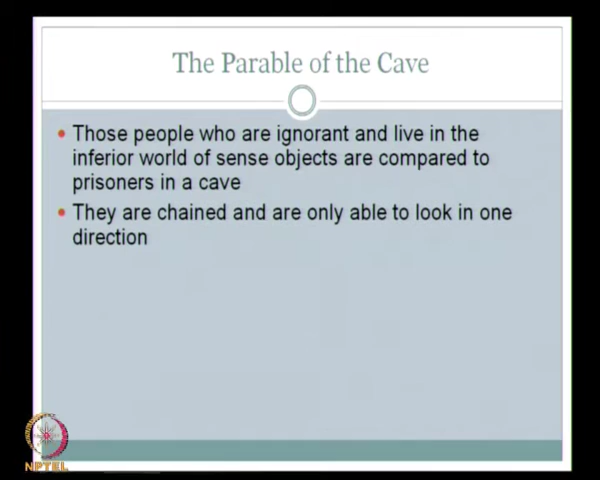 The Parable of the Cave
• Those people who are ignorant and live in the
inferior world of sense objects are compared to
prisoners in a cave
• They are chained and are only able to look in one
direction
NPTEL